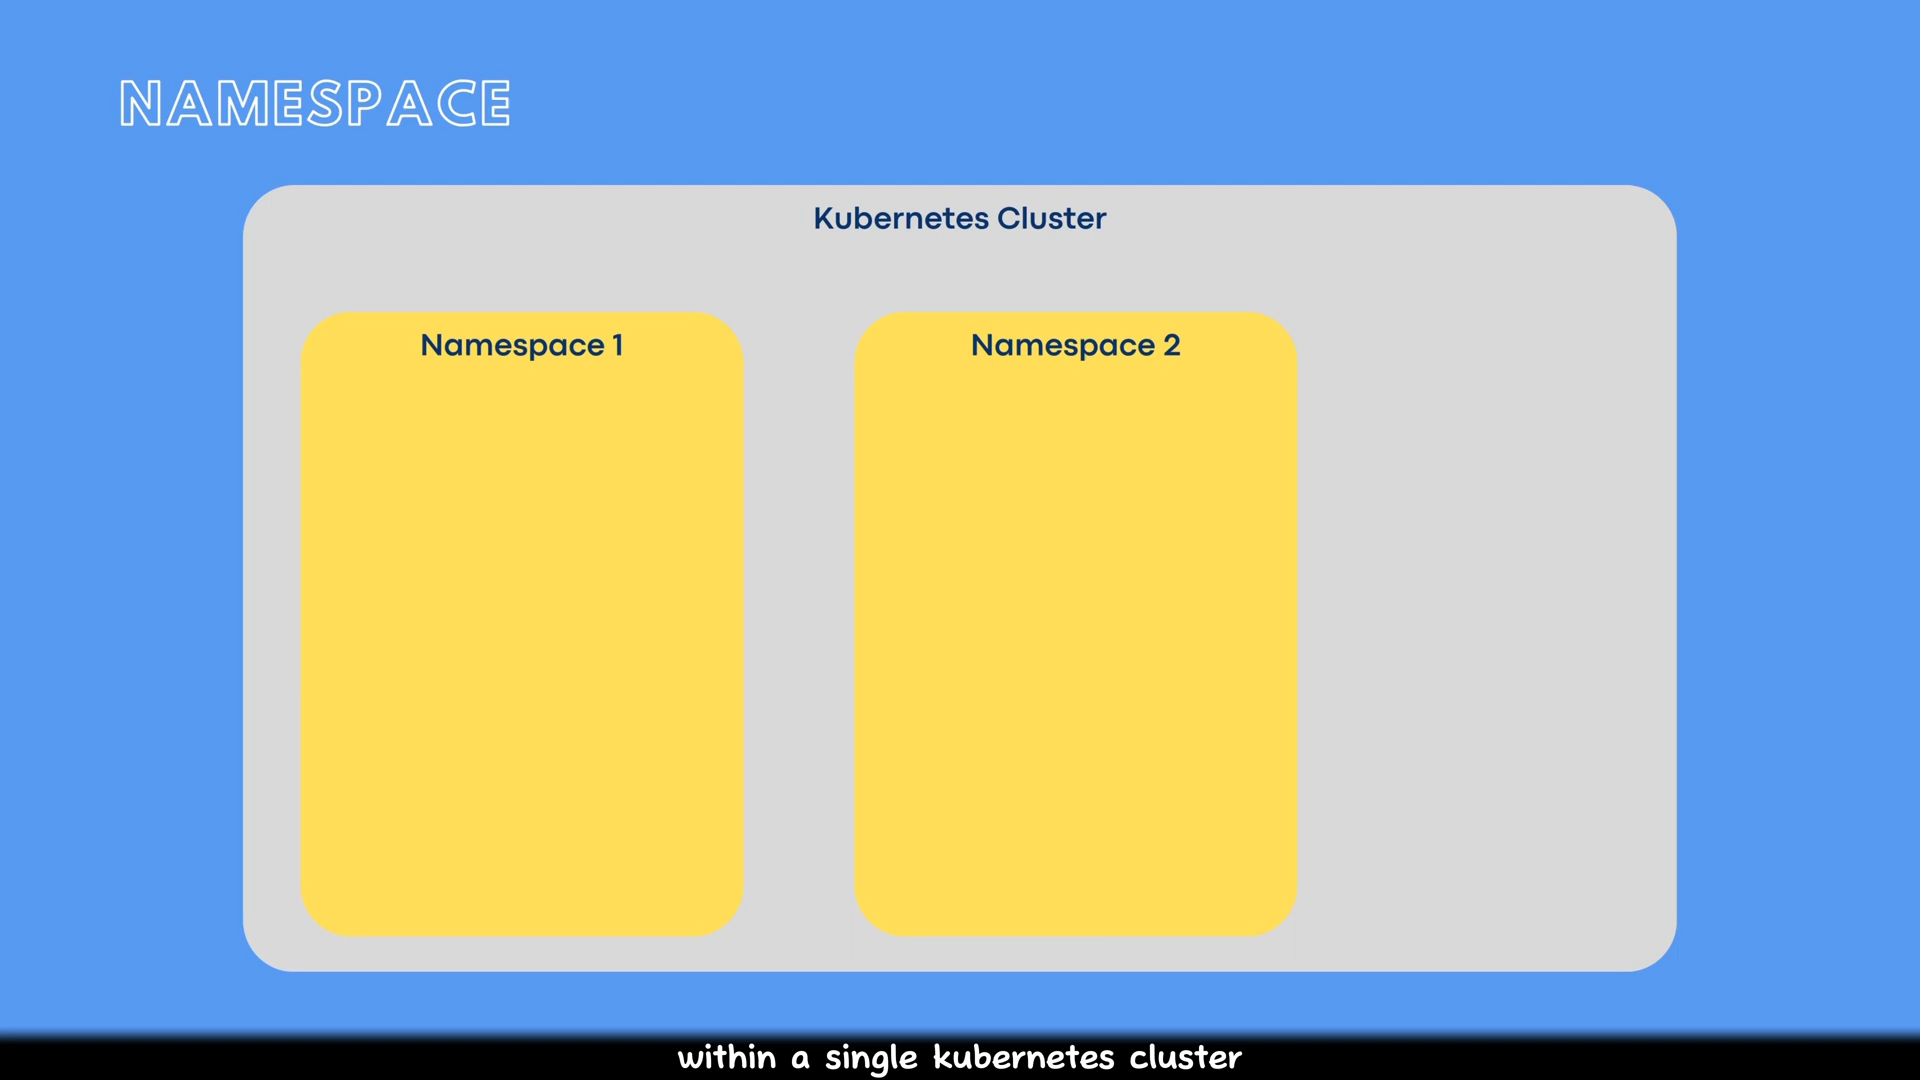 NAMESPACE
Kubernetes Cluster
Namespace 1
Namespace 2
within a single kubernetes cluster